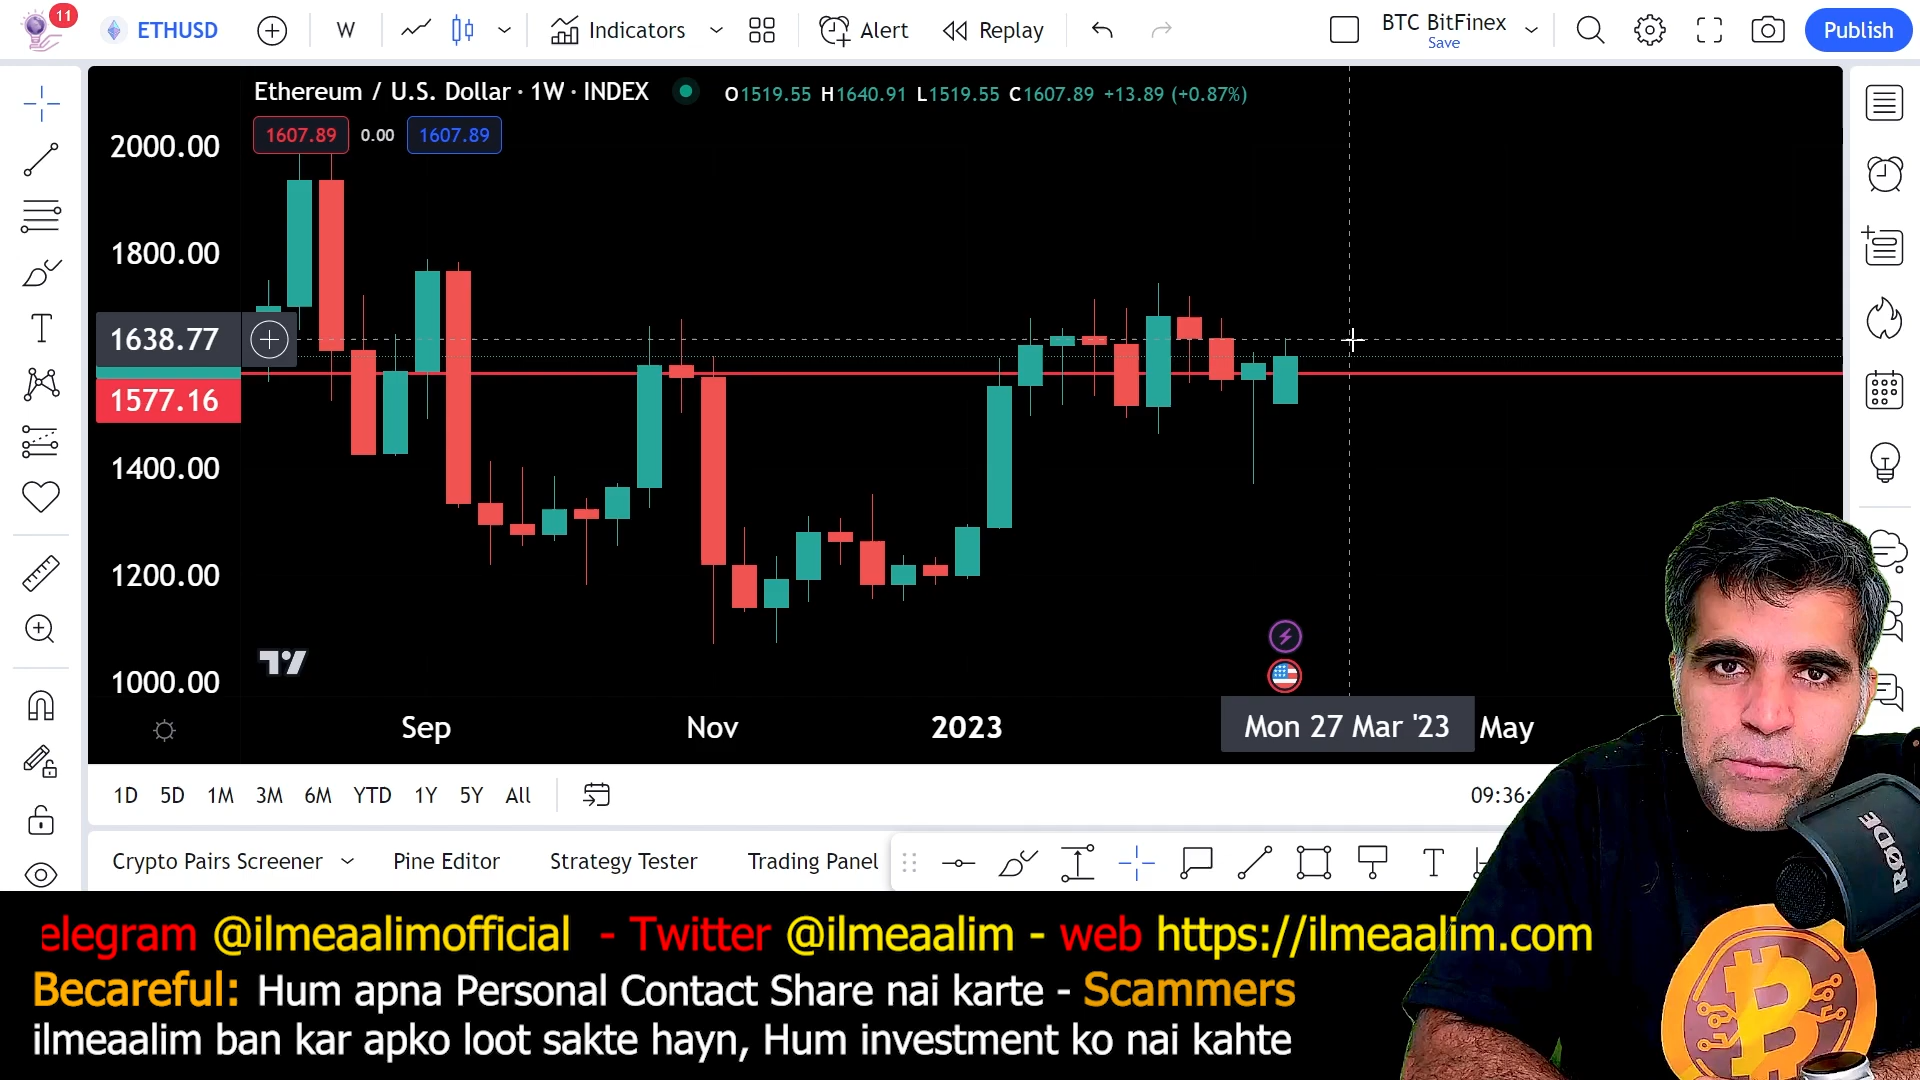 11
ETHUSD
W
Indicators
Alert
Replay
BTC BitFinex
Save
Publish
Ethereum / U.S. Dollar · 1W · INDEX
O1519.55 H1640.91 L1519.55 C1607.89 +13.89 (+0.87%)
1607.89 0.00 1607.89
2000.00
1800.00
1638.77
1577.16
1400.00
1200.00
1000.00
Sep
Nov
2023
Mon 27 Mar '23
May
1D 5D 1M 3M 6M YTD 1Y 5Y All
09:36:
Crypto Pairs Screener
Pine Editor
Strategy Tester
Trading Panel
RØDE
elegram @ilmeaalimofficial - Twitter @ilmeaalim - web https://ilmeaalim.com
Becareful: Hum apna Personal Contact Share nai karte - Scammers
ilmeaalim ban kar apko loot sakte hayn, Hum investment ko nai kahte